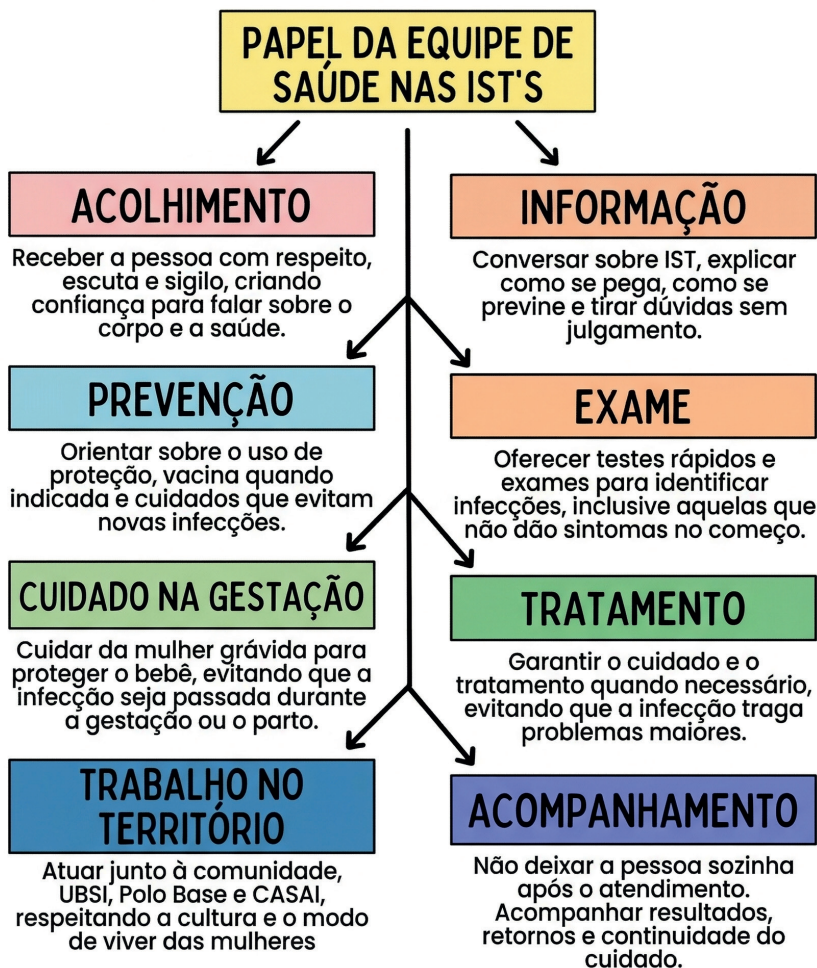 PAPEL DA EQUIPE DE
SAÚDE NAS IST'S
ACOLHIMENTO
Receber a pessoa com respeito,
escuta e sigilo, criando
confiança para falar sobre o
corpo e a saúde.
INFORMAÇÃO
Conversar sobre IST, explicar
como se pega, como se
previne e tirar dúvidas sem
julgamento.
PREVENÇÃO
Orientar sobre o uso de
proteção, vacina quando
indicada e cuidados que evitam
novas infecções.
EXAME
Oferecer testes rápidos e
exames para identificar
infecções, inclusive aquelas que
não dão sintomas no começo.
CUIDADO NA GESTAÇÃO
Cuidar da mulher grávida para
proteger o bebê, evitando que a
infecção seja passada durante
a gestação ou o parto.
TRATAMENTO
Garantir o cuidado e o
tratamento quando necessário,
evitando que a infecção traga
problemas maiores.
TRABALHO NO
TERRITÓRIO
Atuar junto à comunidade,
UBSI, Polo Base e CASAI,
respeitando a cultura e o modo
de viver das mulheres
ACOMPANHAMENTO
Não deixar a pessoa sozinha
após o atendimento.
Acompanhar resultados,
retornos e continuidade do
cuidado.